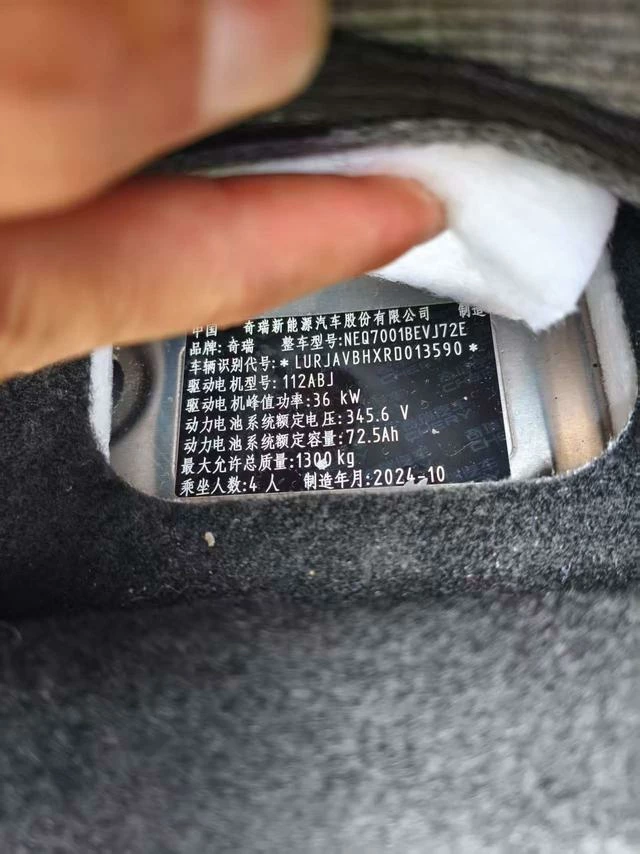 中国 奇瑞新能源汽车股份有限公司 制造
品牌:奇瑞 整车型号:NEQ7001BEVJ72E
车辆识别代号:*LURJAVBHXRD013590*
驱动电机型号:112ABJ
驱动电机峰值功率:36 kW
动力电池系统额定电压:345.6 V
动力电池系统额定容量:72.5Ah
最大允许总质量:1300kg
乘坐人数:4 人 制造年月:2024-10